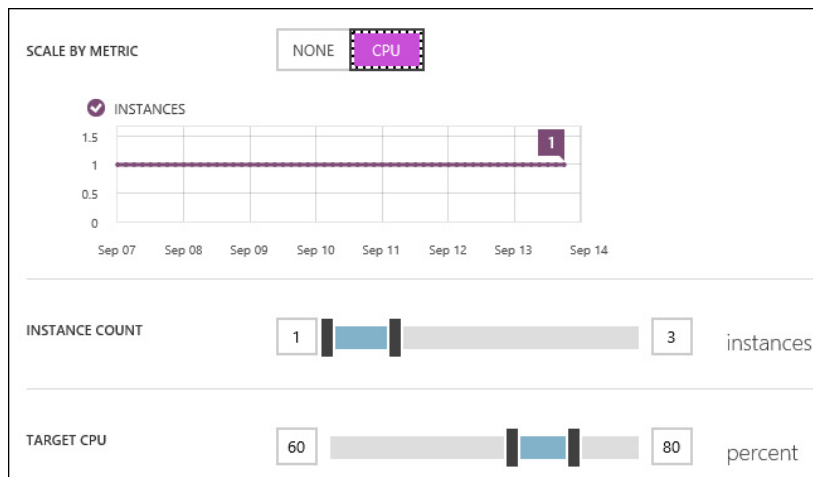 SCALE BY METRIC NONE CPU
INSTANCES
1.5
1
1
0.5
0
Sep 07 Sep 08 Sep 09 Sep 10 Sep 11 Sep 12 Sep 13 Sep 14
INSTANCE COUNT 1 3 instances
TARGET CPU 60 80 percent